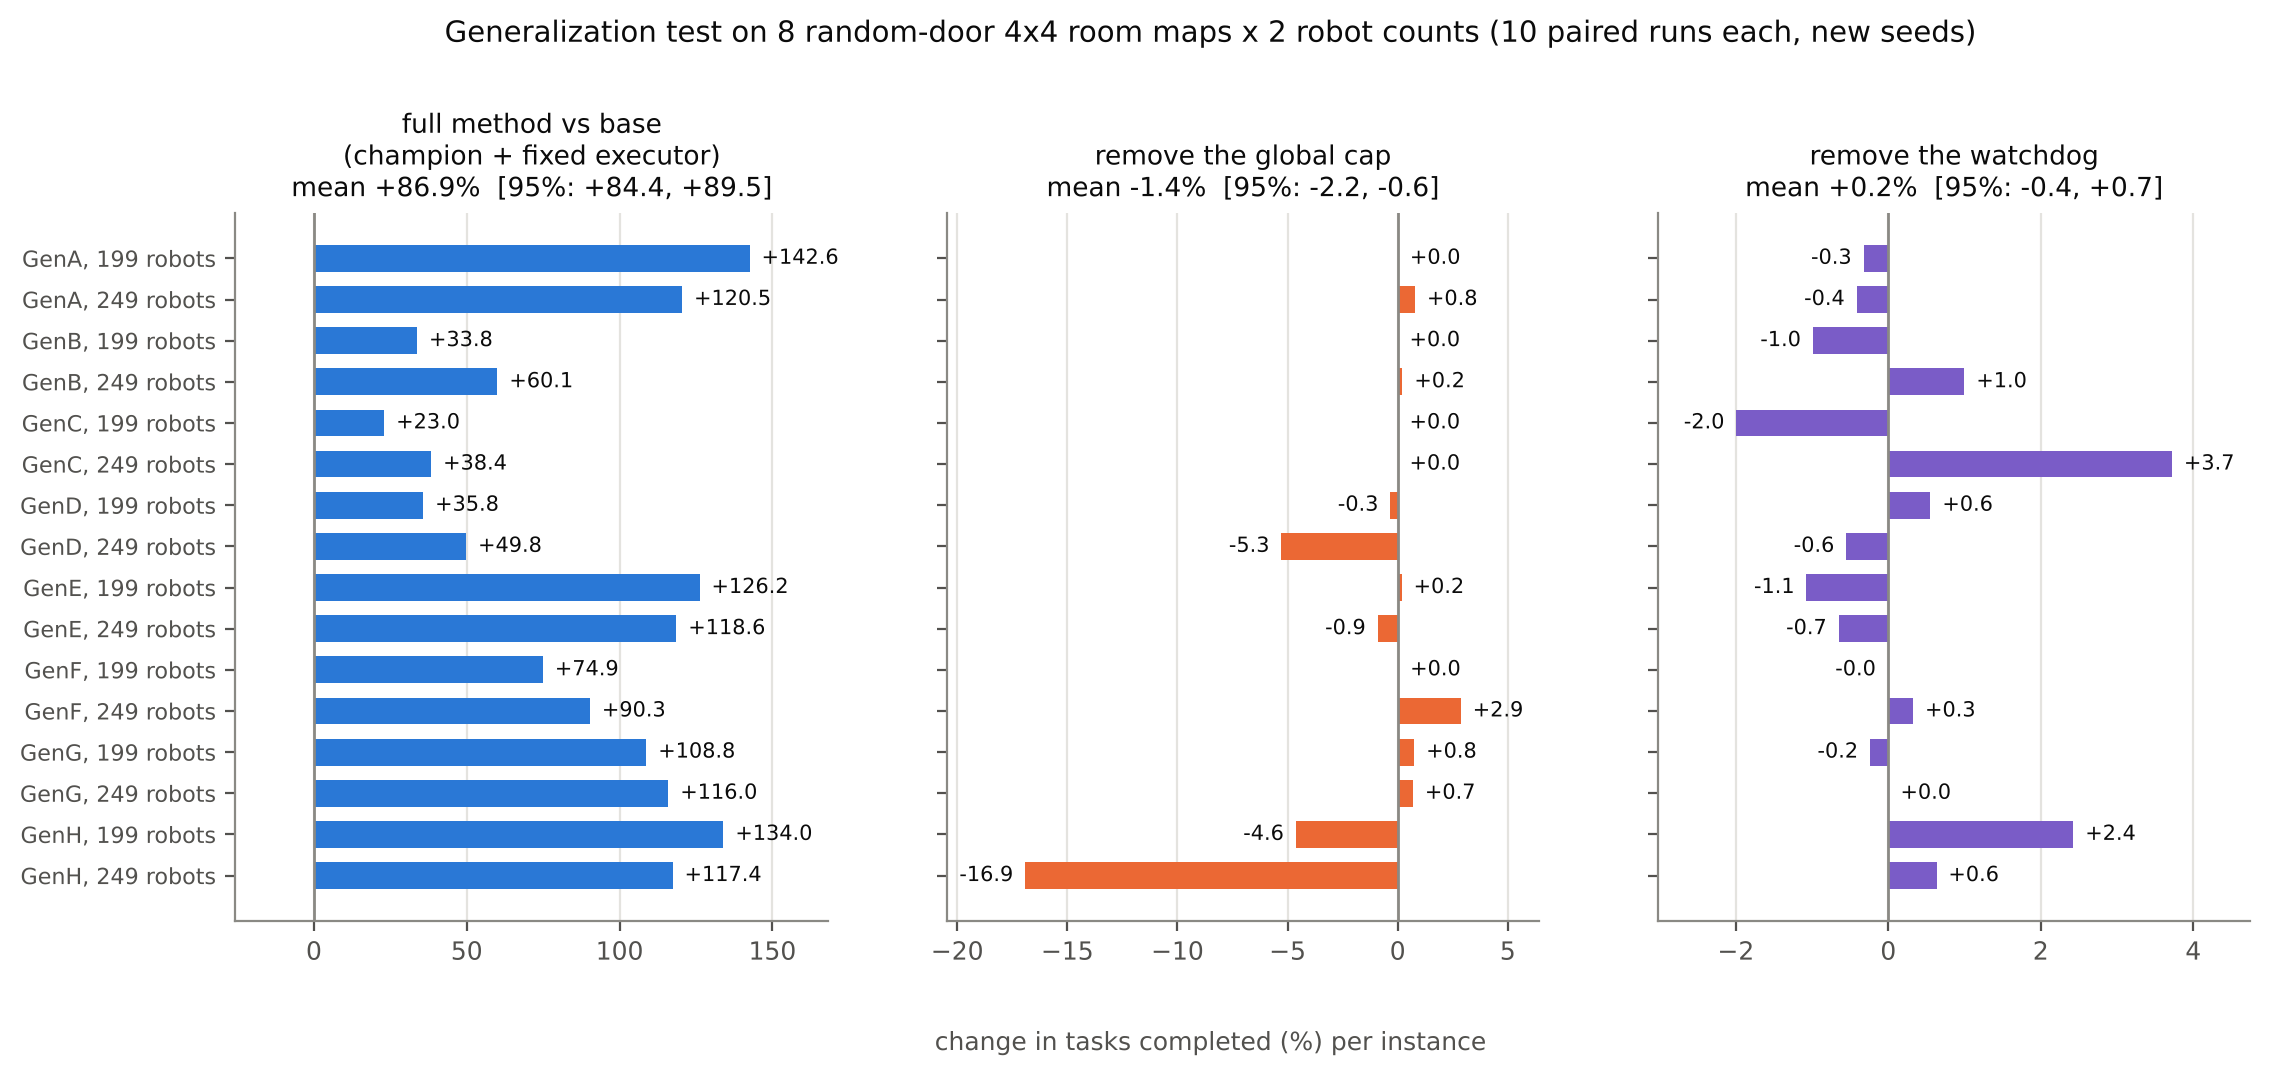 Generalization test on 8 random-door 4x4 room maps x 2 robot counts (10 paired runs each, new seeds)
full method vs base
(champion + fixed executor)
mean +86.9%  [95%: +84.4, +89.5]
remove the global cap
mean -1.4%  [95%: -2.2, -0.6]
remove the watchdog
mean +0.2%  [95%: -0.4, +0.7]
GenA, 199 robots +142.6 +0.0 -0.3
GenA, 249 robots +120.5 +0.8 -0.4
GenB, 199 robots +33.8 +0.0 -1.0
GenB, 249 robots +60.1 +0.2 +1.0
GenC, 199 robots +23.0 +0.0 -2.0
GenC, 249 robots +38.4 +0.0 +3.7
GenD, 199 robots +35.8 -0.3 +0.6
GenD, 249 robots +49.8 -5.3 -0.6
GenE, 199 robots +126.2 +0.2 -1.1
GenE, 249 robots +118.6 -0.9 -0.7
GenF, 199 robots +74.9 +0.0 -0.0
GenF, 249 robots +90.3 +2.9 +0.3
GenG, 199 robots +108.8 +0.8 -0.2
GenG, 249 robots +116.0 +0.7 +0.0
GenH, 199 robots +134.0 -4.6 +2.4
GenH, 249 robots +117.4 -16.9 +0.6
0 50 100 150
−20 −15 −10 −5 0 5
−2 0 2 4
change in tasks completed (%) per instance